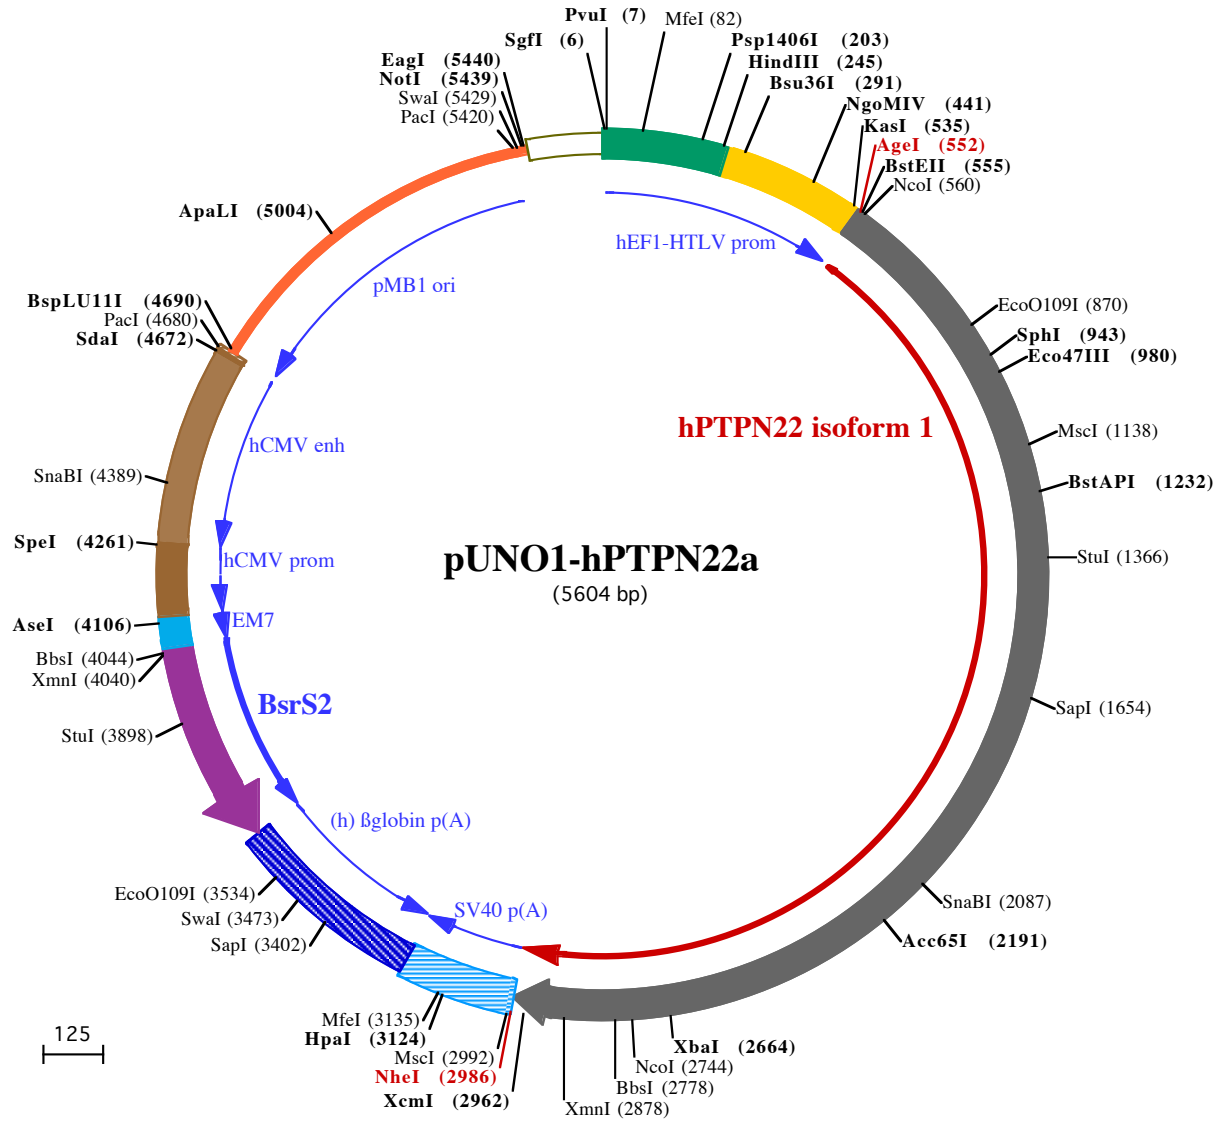 PvuI (7)
MfeI (82)
SgfI (6)
Psp1406I (203)
EagI (5440)
HindIII (245)
NotI (5439)
Bsu36I (291)
SwaI (5429)
NgoMIV (441)
PacI (5420)
KasI (535)
AgeI (552)
BstEII (555)
NcoI (560)
ApaLI (5004)
hEF1-HTLV prom
pMB1 ori
BspLU11I (4690)
EcoO109I (870)
PacI (4680)
SphI (943)
SdaI (4672)
Eco47III (980)
hPTPN22 isoform 1
MscI (1138)
hCMV enh
SnaBI (4389)
BstAPI (1232)
SpeI (4261)
hCMV prom
pUNO1-hPTPN22a
StuI (1366)
(5604 bp)
EM7
AseI (4106)
BbsI (4044)
XmnI (4040)
BsrS2
SapI (1654)
StuI (3898)
(h) ßglobin p(A)
EcoO109I (3534)
SnaBI (2087)
SwaI (3473)
SV40 p(A)
SapI (3402)
Acc65I (2191)
MfeI (3135)
125
HpaI (3124)
XbaI (2664)
MscI (2992)
NcoI (2744)
NheI (2986)
BbsI (2778)
XcmI (2962)
XmnI (2878)